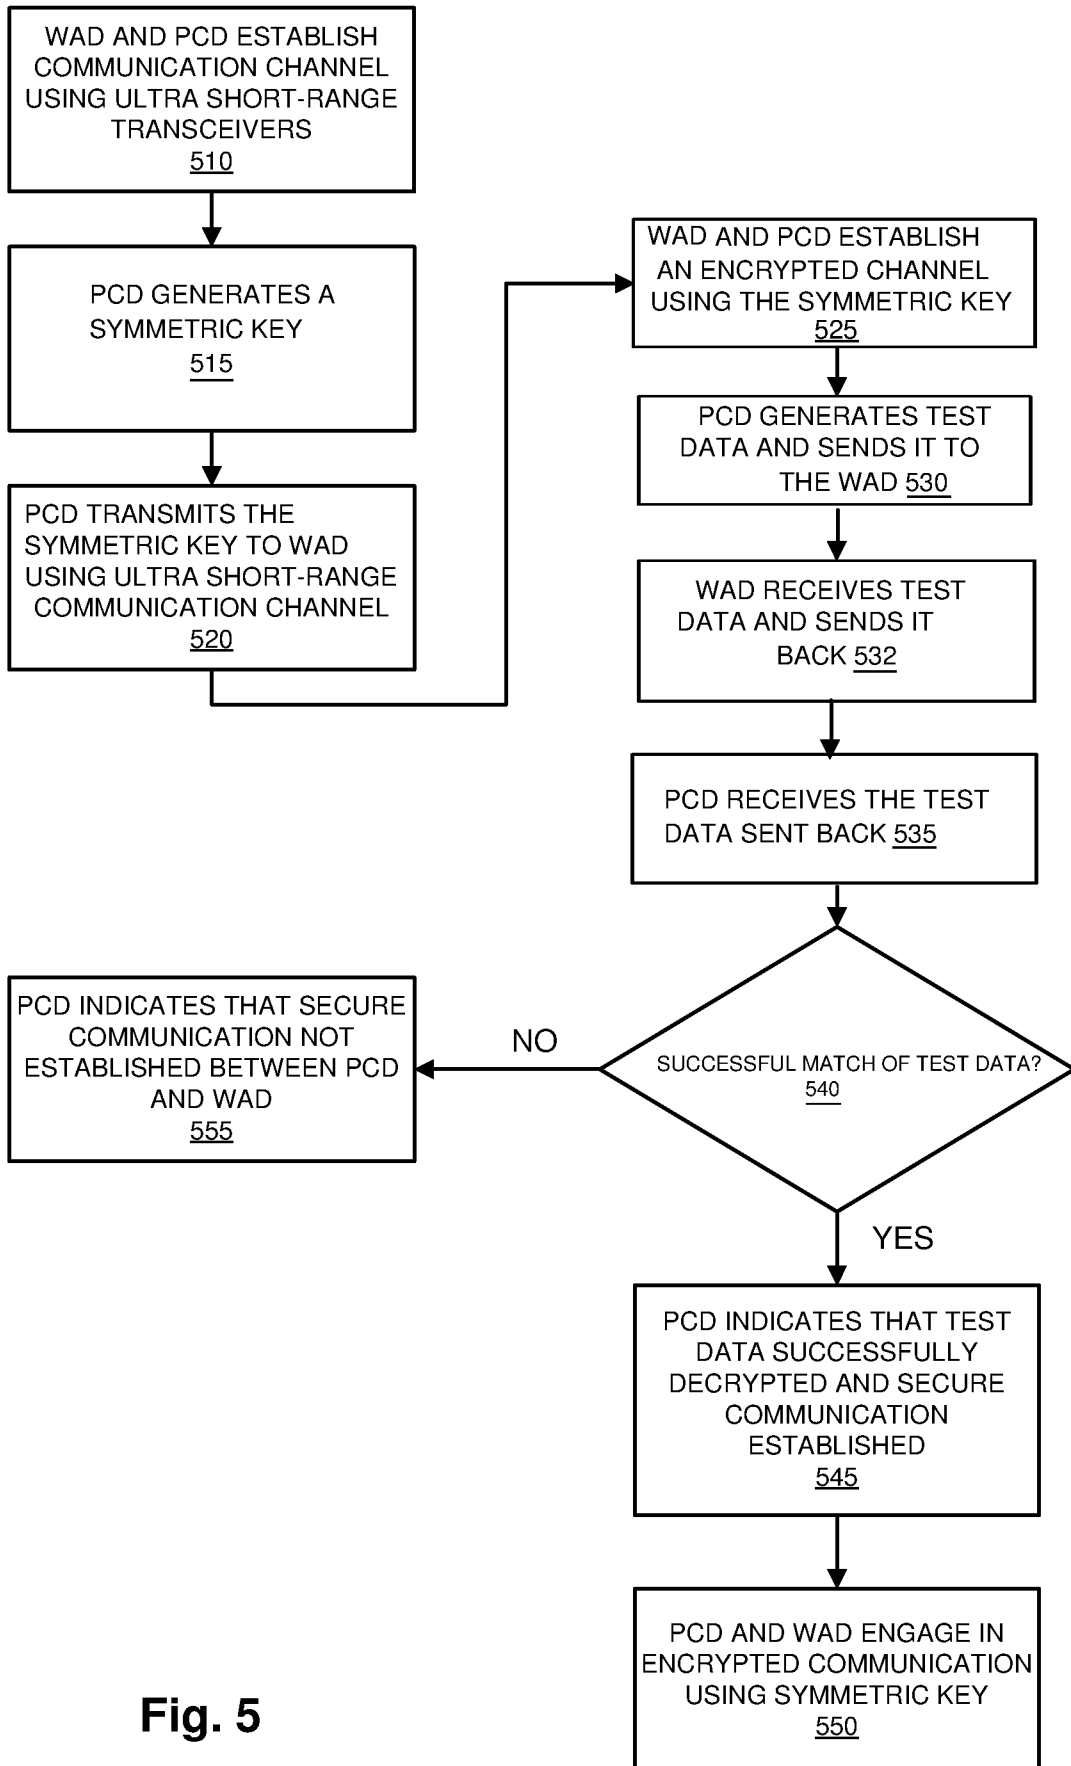 WAD AND PCD ESTABLISH
COMMUNICATION CHANNEL
USING ULTRA SHORT-RANGE
TRANSCEIVERS
510
PCD GENERATES A
SYMMETRIC KEY
515
PCD TRANSMITS THE
SYMMETRIC KEY TO WAD
USING ULTRA SHORT-RANGE
COMMUNICATION CHANNEL
520
WAD AND PCD ESTABLISH
AN ENCRYPTED CHANNEL
USING THE SYMMETRIC KEY
525
PCD GENERATES TEST
DATA AND SENDS IT TO
THE WAD 530
WAD RECEIVES TEST
DATA AND SENDS IT
BACK 532
PCD RECEIVES THE TEST
DATA SENT BACK 535
SUCCESSFUL MATCH OF TEST DATA?
540
NO
PCD INDICATES THAT SECURE
COMMUNICATION NOT
ESTABLISHED BETWEEN PCD
AND WAD
555
YES
PCD INDICATES THAT TEST
DATA SUCCESSFULLY
DECRYPTED AND SECURE
COMMUNICATION
ESTABLISHED
545
PCD AND WAD ENGAGE IN
ENCRYPTED COMMUNICATION
USING SYMMETRIC KEY
550
Fig. 5